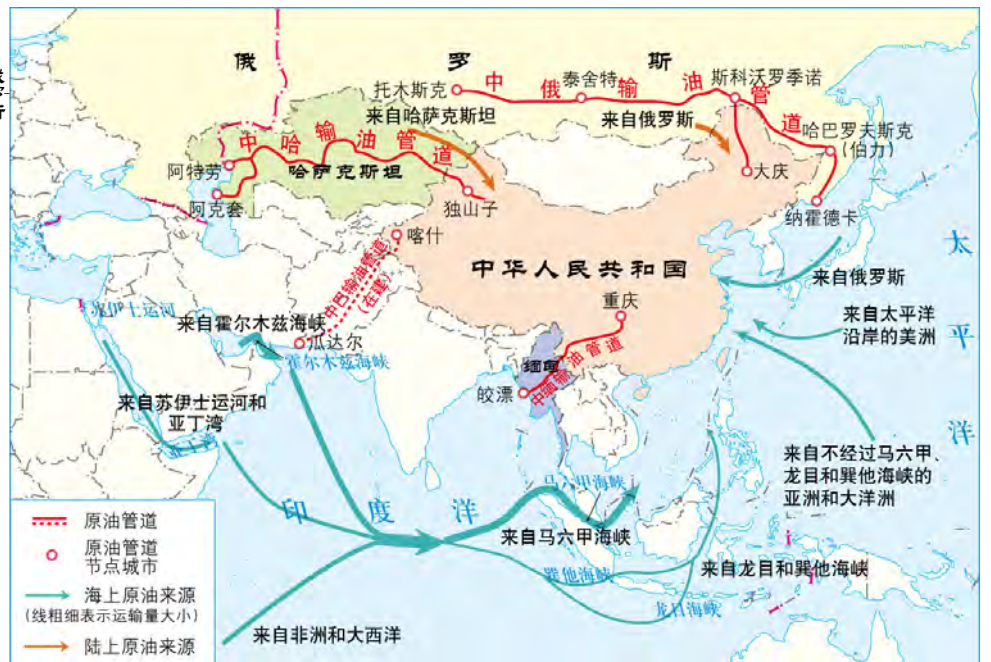 俄罗斯
中俄输油管道
托木斯克
泰舍特
斯科沃罗季诺
来自哈萨克斯坦
来自俄罗斯
哈巴罗夫斯克
(伯力)
中哈输油管道
阿特劳
哈萨克斯坦
大庆
阿克套
独山子
纳霍德卡
喀什
太平洋
中华人民共和国
来自俄罗斯
中巴输油管道
(在建)
苏伊士运河
重庆
来自太平洋
沿岸的美洲
来自霍尔木兹海峡
瓜达尔
霍尔木兹海峡
缅甸
中缅输油管道
皎漂
来自苏伊士运河和
亚丁湾
亚丁湾
来自不经过马六甲、
龙目和巽他海峡的
亚洲和大洋洲
马六甲海峡
印度洋
来自马六甲海峡
巽他海峡
来自龙目和巽他海峡
龙目海峡
来自非洲和大西洋
原油管道
原油管道
节点城市
海上原油来源
(线粗细表示运输量大小)
陆上原油来源